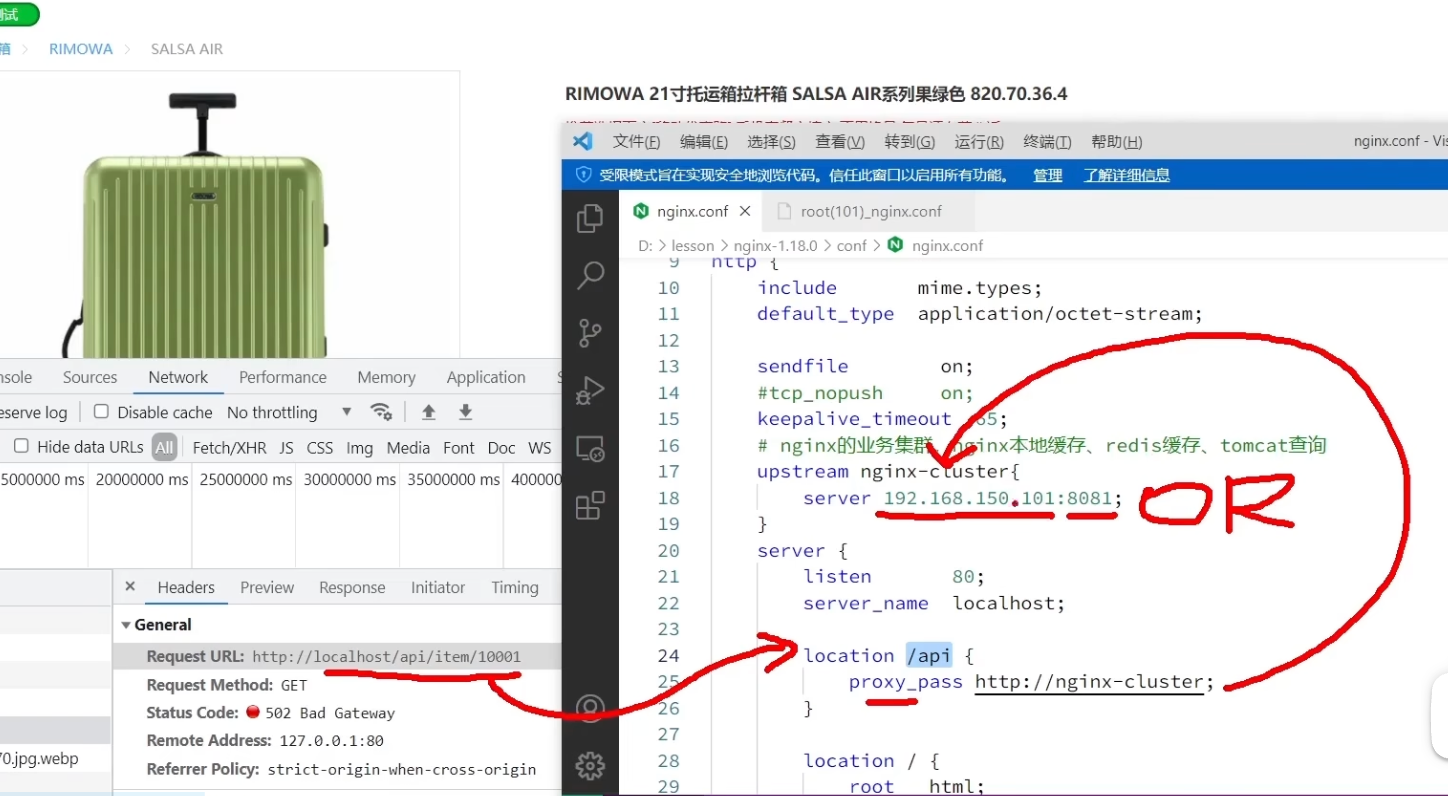 测试
箱 > RIMOWA > SALSA AIR
RIMOWA 21寸托运箱拉杆箱 SALSA AIR系列果绿色 820.70.36.4
文件(F) 编辑(E) 选择(S) 查看(V) 转到(G) 运行(R) 终端(T) 帮助(H) nginx.conf - Vis
受限模式旨在实现安全地浏览代码。信任此窗口以启用所有功能。 管理 了解详细信息
nginx.conf × root(101)_nginx.conf
D: > lesson > nginx-1.18.0 > conf > nginx.conf
9 http {
10 include mime.types;
11 default_type application/octet-stream;
12
13 sendfile on;
14 #tcp_nopush on;
15 keepalive_timeout 65;
16 # nginx的业务集群、nginx本地缓存、redis缓存、tomcat查询
17 upstream nginx-cluster{
18 server 192.168.150.101:8081;
OR
19 }
20 server {
21 listen 80;
22 server_name localhost;
23
24 location /api {
25 proxy_pass http://nginx-cluster;
26 }
27
28 location / {
29 root html;
nsole Sources Network Performance Memory Application S
eserve log Disable cache No throttling
Hide data URLs All Fetch/XHR JS CSS Img Media Font Doc WS
5000000 ms 20000000 ms 25000000 ms 30000000 ms 35000000 ms 400000
× Headers Preview Response Initiator Timing
General
Request URL: http://localhost/api/item/10001
Request Method: GET
Status Code: 502 Bad Gateway
Remote Address: 127.0.0.1:80
Referrer Policy: strict-origin-when-cross-origin
70.jpg.webp